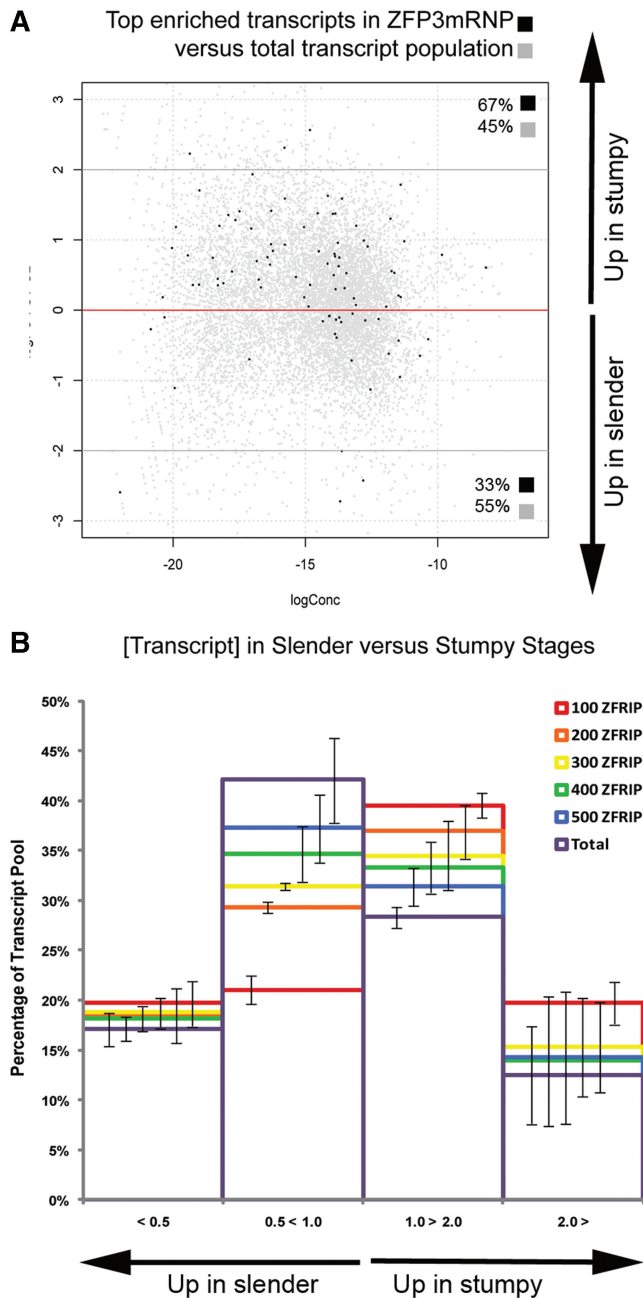 A
Top enriched transcripts in ZFP3mRNP
versus total transcript population
67%
45%
3
2
1
0
-1
-2
-3
33%
55%
-20
-15
-10
logConc
Up in stumpy
Up in slender
B
[Transcript] in Slender versus Stumpy Stages
50%
45%
40%
35%
30%
25%
20%
15%
10%
5%
0%
Percentage of Transcript Pool
100 ZFRIP
200 ZFRIP
300 ZFRIP
400 ZFRIP
500 ZFRIP
Total
< 0.5
0.5 < 1.0
1.0 > 2.0
2.0 >
Up in slender
Up in stumpy